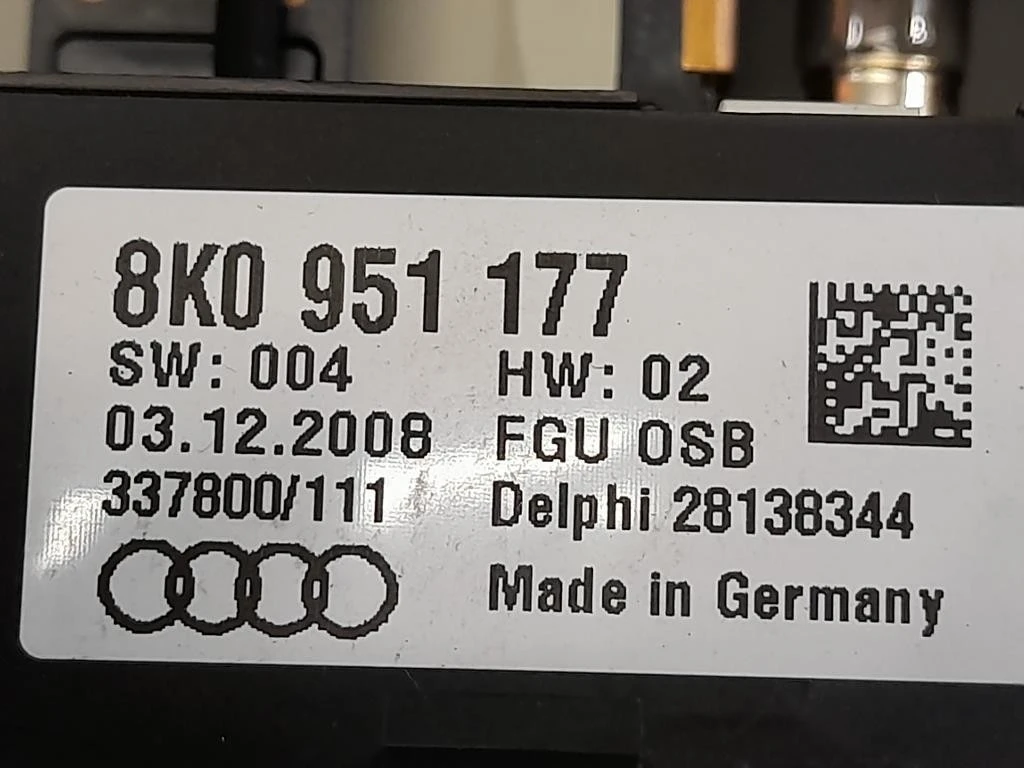 D B
8K0 951 177
SW: 004 HW: 02
03.12.2008 FGU OSB
337800/111 Delphi 28138344
Made in Germany